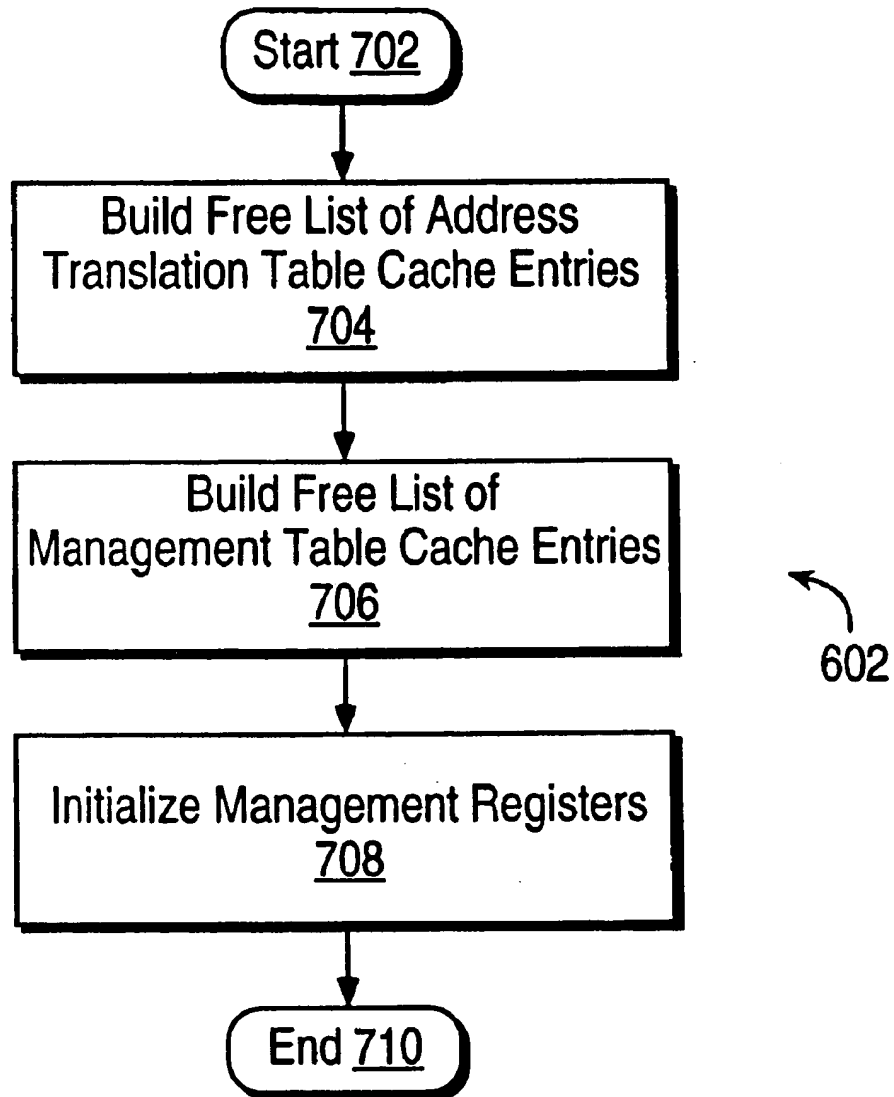 Start 702
Build Free List of Address
Translation Table Cache Entries
704
Build Free List of
Management Table Cache Entries
706
602
Initialize Management Registers
708
End 710